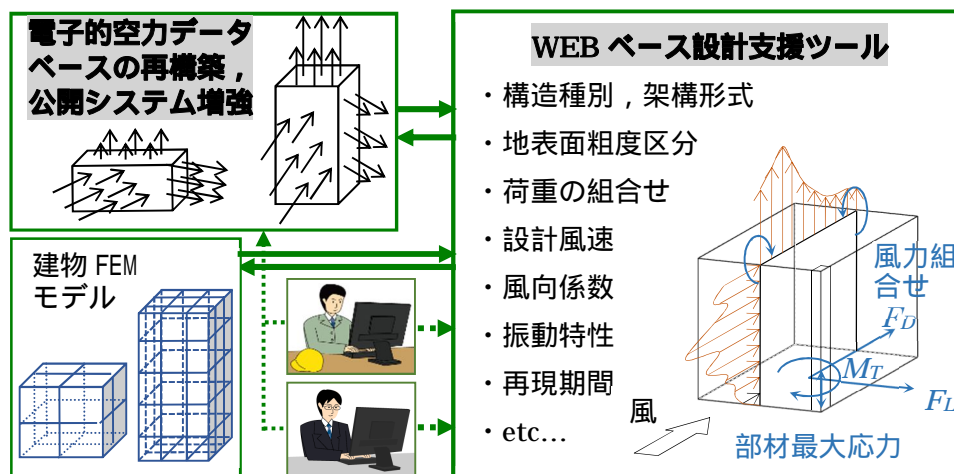 電子的空力データ
ベースの再構築，
公開システム増強
建物 FEM
モデル
WEB ベース設計支援ツール
・構造種別，架構形式
・地表面粗度区分
・荷重の組合せ
・設計風速
・風向係数
・振動特性
・再現期間
・etc…
風
風力組
合せ
FD
MT
FL
部材最大応力